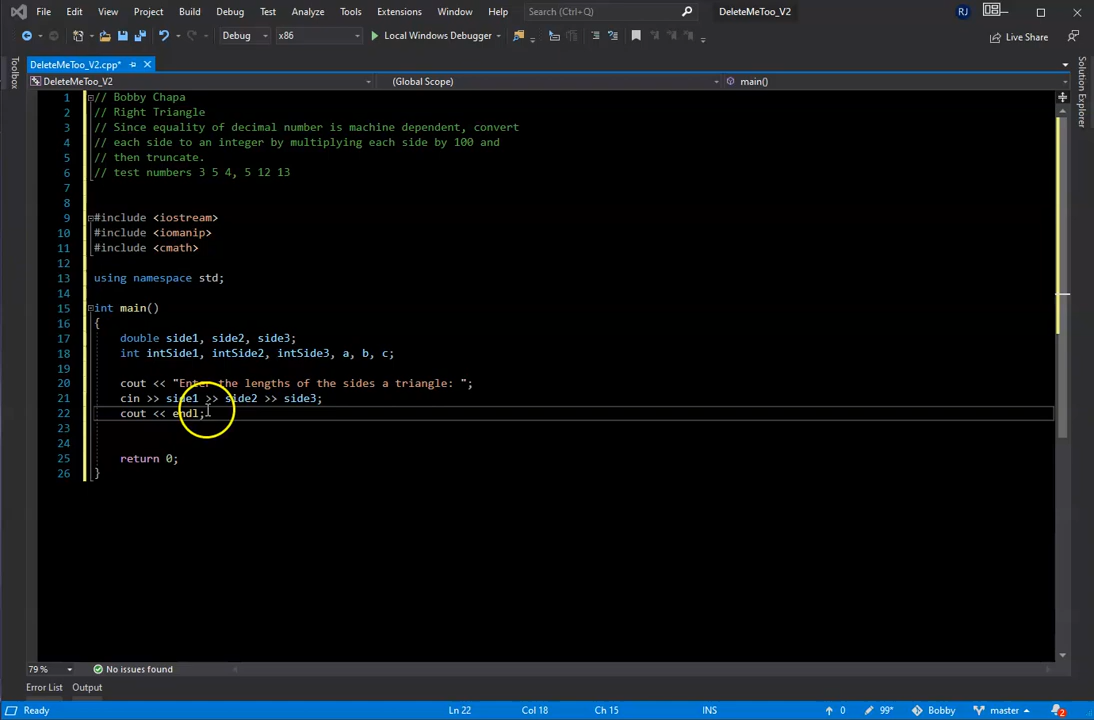 File Edit View Git Project Build Debug Test Analyze Tools Extensions Window Help Search (Ctrl+Q) DeleteMeToo_V2 RJ
Debug x86 Local Windows Debugger Live Share
DeleteMeToo_V2.cpp*
DeleteMeToo_V2 (Global Scope) main()
Toolbox
Solution Explorer
1 // Bobby Chapa
2 // Right Triangle
3 // Since equality of decimal number is machine dependent, convert
4 // each side to an integer by multiplying each side by 100 and
5 // then truncate.
6 // test numbers 3 5 4, 5 12 13
7
8
9 #include <iostream>
10 #include <iomanip>
11 #include <cmath>
12
13 using namespace std;
14
15 int main()
16 {
17 double side1, side2, side3;
18 int intSide1, intSide2, intSide3, a, b, c;
19
20 cout << "Enter the lengths of the sides a triangle: ";
21 cin >> side1 >> side2 >> side3;
22 cout << endl;
23
24
25 return 0;
26 }
79 % No issues found
Error List Output
Ready Ln 22 Col 18 Ch 15 INS 0 99* Bobby master 2